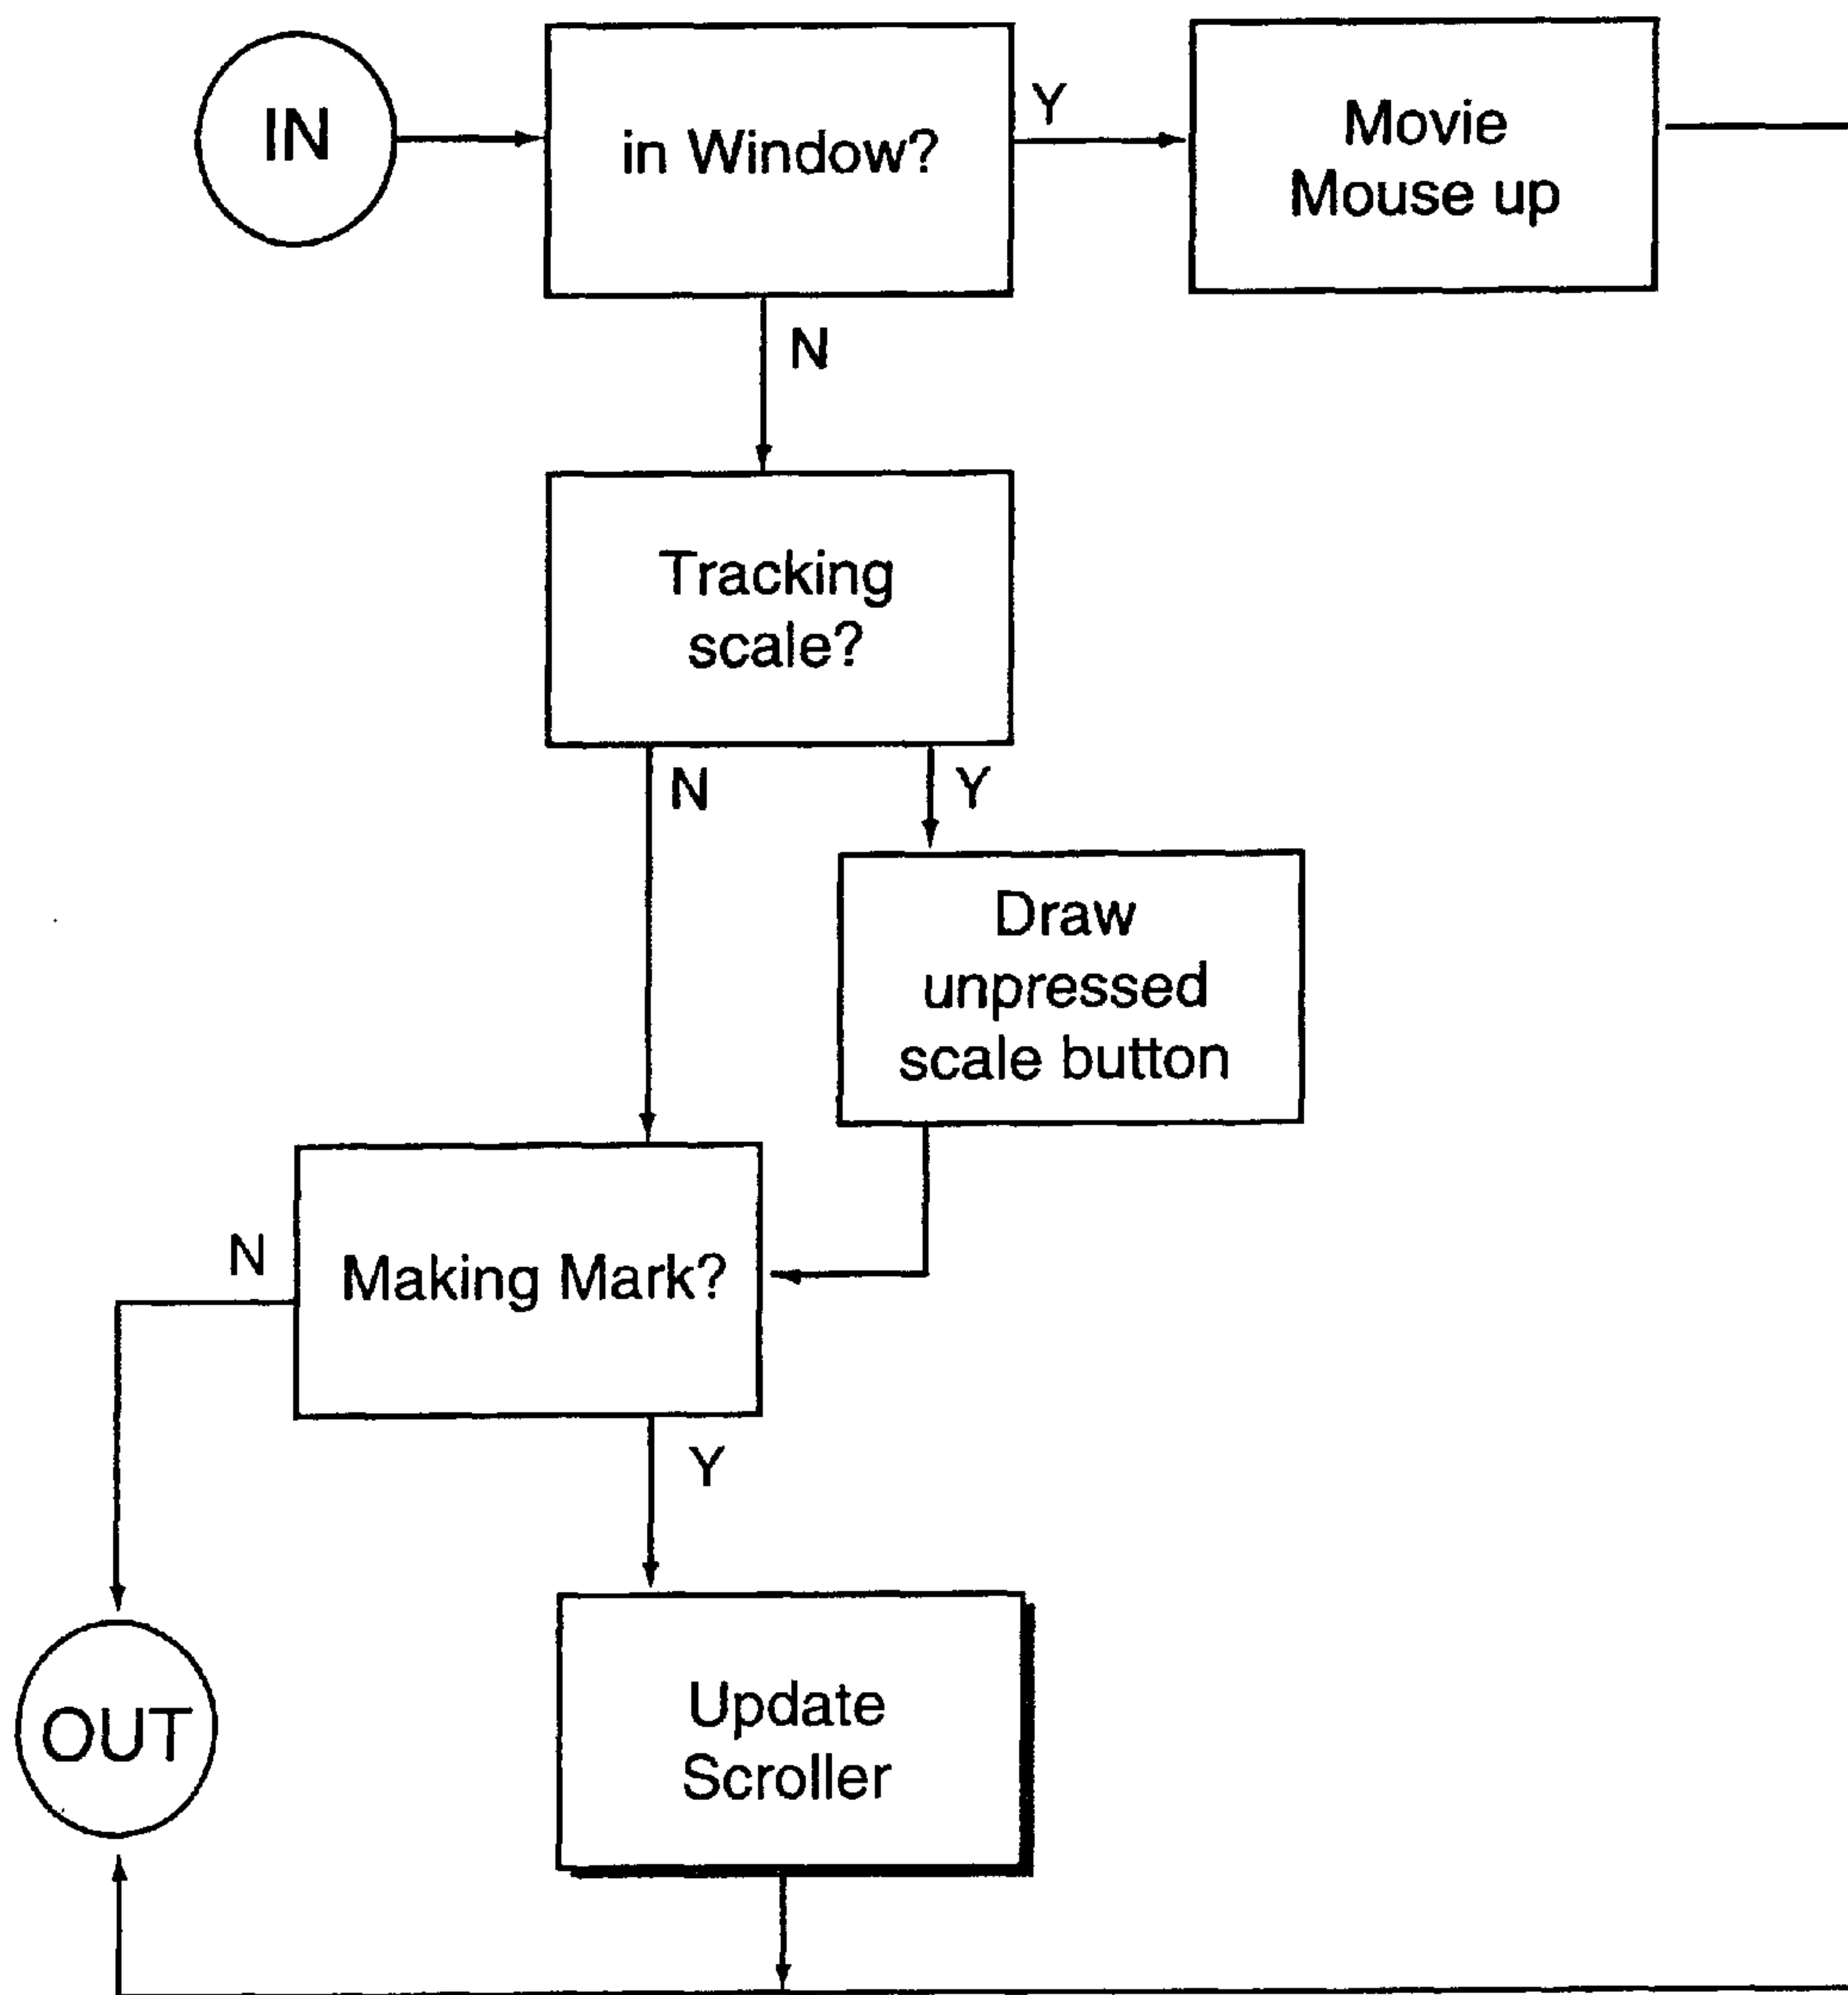 IN
in Window?
Y
Movie
Mouse up
N
Tracking
scale?
N
Y
Draw
unpressed
scale button
N
Making Mark?
Y
OUT
Update
Scroller